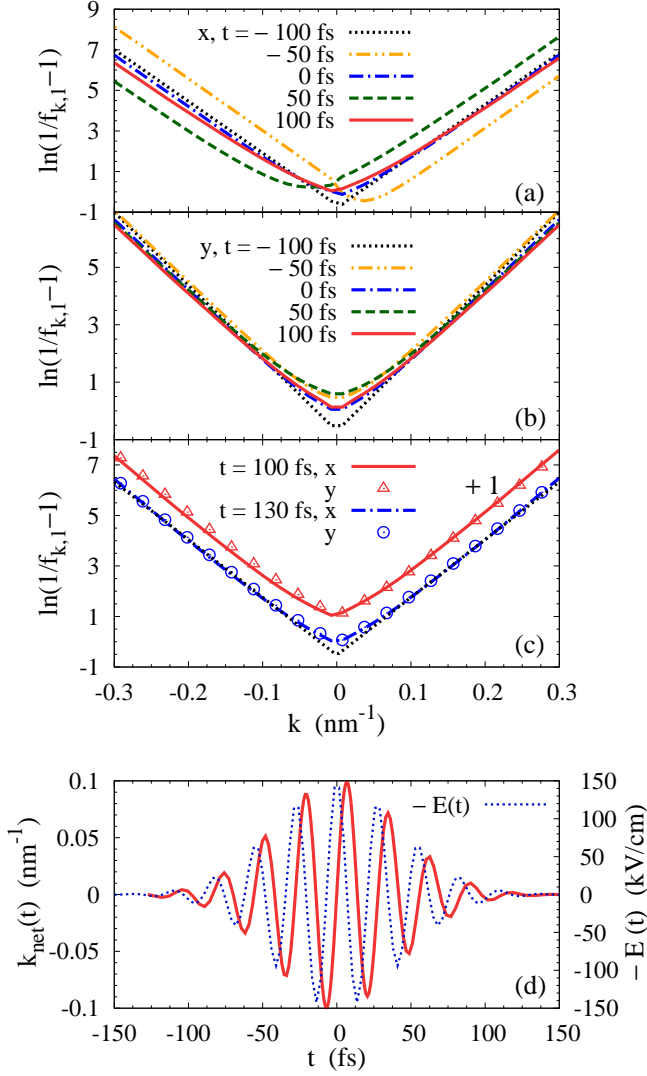 9
7
5
3
1
-1
ln(1/f_{k,1}−1)
x, t = − 100 fs
− 50 fs
0 fs
50 fs
100 fs
(a)
5
3
1
-1
ln(1/f_{k,1}−1)
y, t = − 100 fs
− 50 fs
0 fs
50 fs
100 fs
(b)
7
5
3
1
-1
ln(1/f_{k,1}−1)
t = 100 fs, x
y
t = 130 fs, x
y
+ 1
(c)
-0.3 -0.2 -0.1 0 0.1 0.2 0.3
k (nm^{-1})
0.1
0.05
0
-0.05
-0.1
k_{net}(t) (nm^{-1})
− E(t)
(d)
150
100
50
0
-50
-100
-150
− E (t) (kV/cm)
-150 -100 -50 0 50 100 150
t (fs)